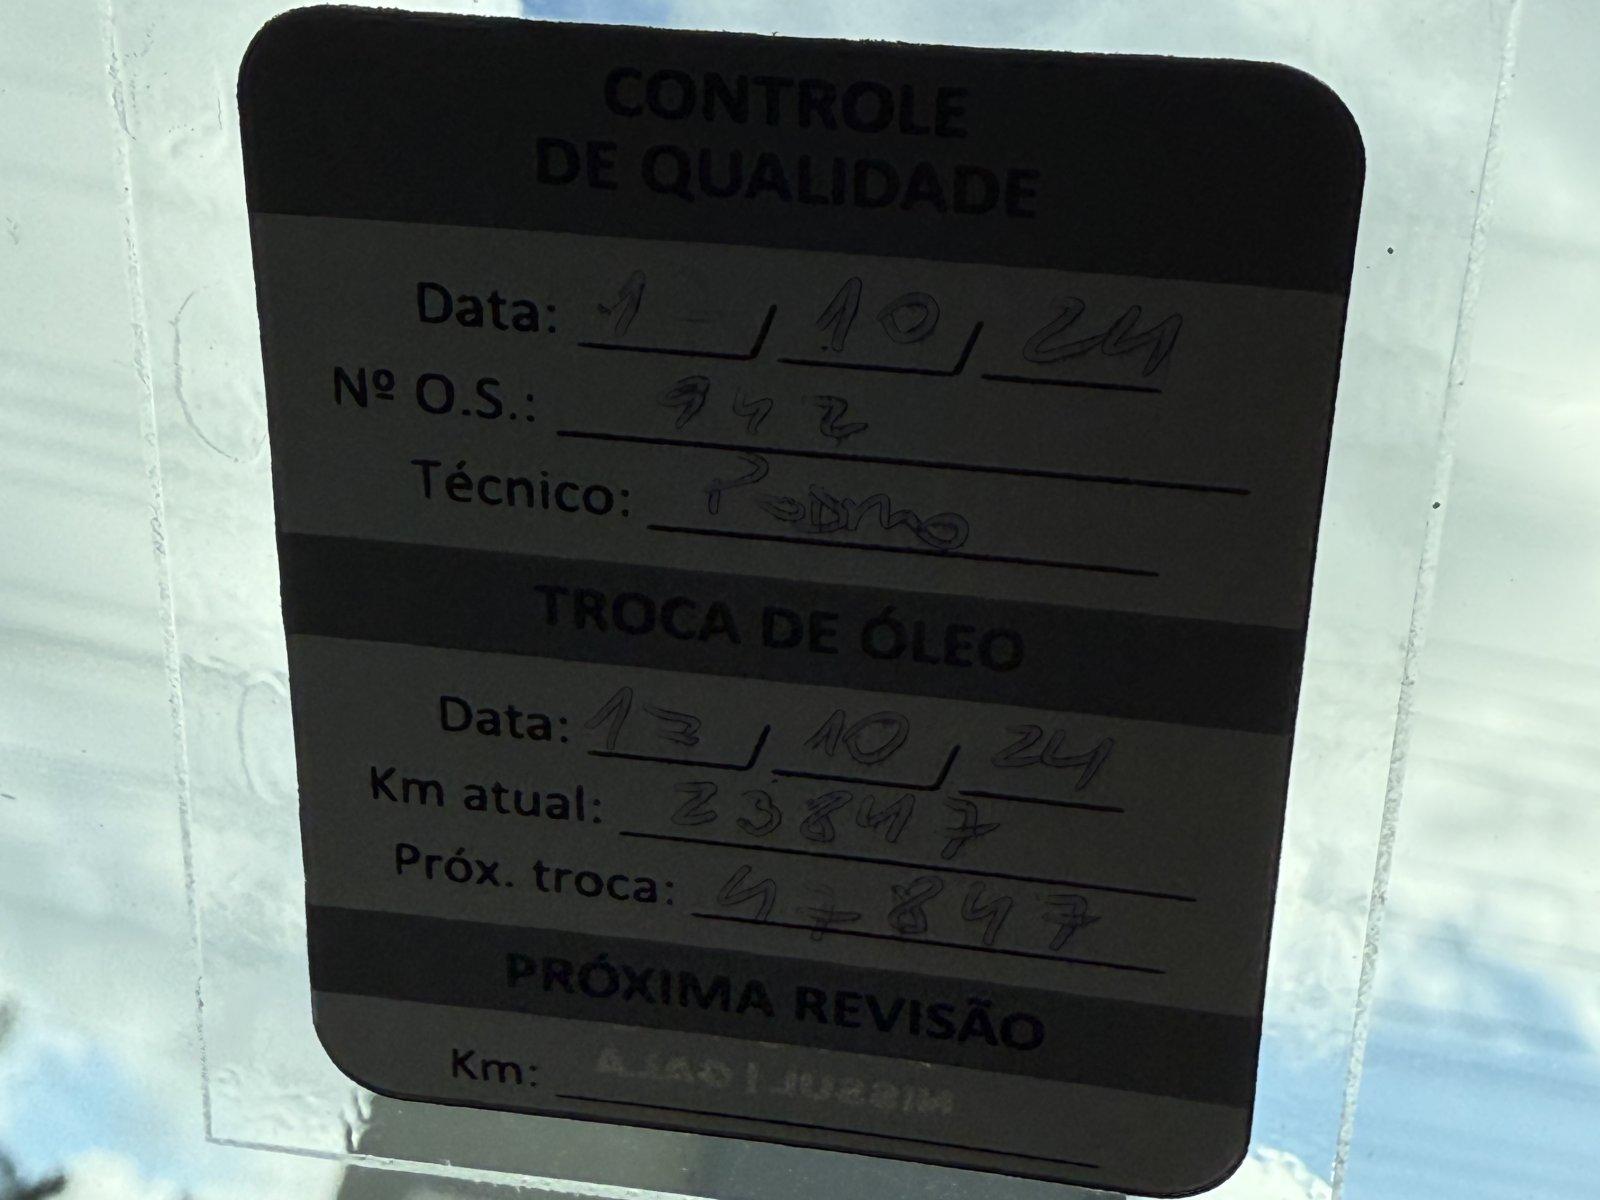 CONTROLE
DE QUALIDADE
Data: 1 / 10 / 24
Nº O.S.: 942
Técnico:
TROCA DE ÓLEO
Data: 17 / 10 / 24
Km atual: 23847
Próx. troca: 47847
PRÓXIMA REVISÃO
Km: